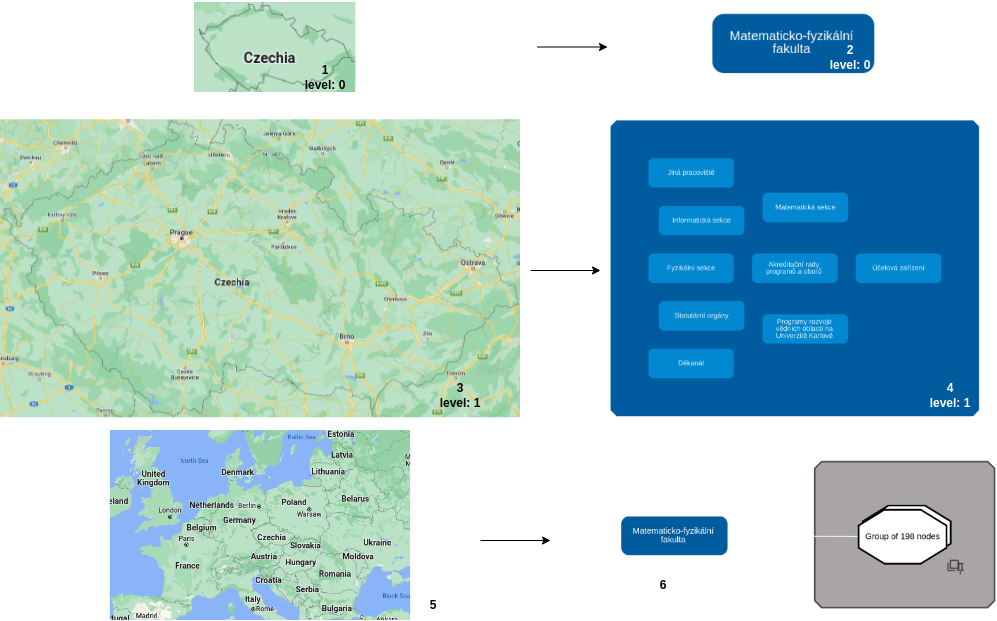 Czechia
1
level: 0
Matematicko-fyzikální
fakulta
2
level: 0
Jelenia Góra
Chemnitz
Wałbrzych
Zwickau
Ústí nad
Labem
Liberec
Opole
Karlovy Vary
Hradec
Králové
Gliwice
Prague
Pardubice
Pilsen
Ostrava
Czechia
Olomouc
Brno
Zlín
České
Budějovice
Straubing
Trenčín
Passau
3
level: 1
Jiná pracoviště
Matematická sekce
Informatická sekce
Fyzikální sekce
Akreditační rady
programů a oborů
Účelová zařízení
Statutární orgány
Programy rozvoje
vědních oblastí na
Univerzitě Karlově
Děkanát
4
level: 1
Baltic Sea
Estonia
North Sea
Latvia
United
Kingdom
Denmark
Lithuania
eland
Netherlands
Berlin
Poland
Belarus
London
Warsaw
Germany
Belgium
Paris
Czechia
Ukraine
Slovakia
Austria
Moldova
France
Hungary
Romania
Croatia
Serbia
Italy
Black Sea
Rome
Bulgaria
Madrid
tugal
Ankara
5
Matematicko-fyzikální
fakulta
6
Group of 198 nodes